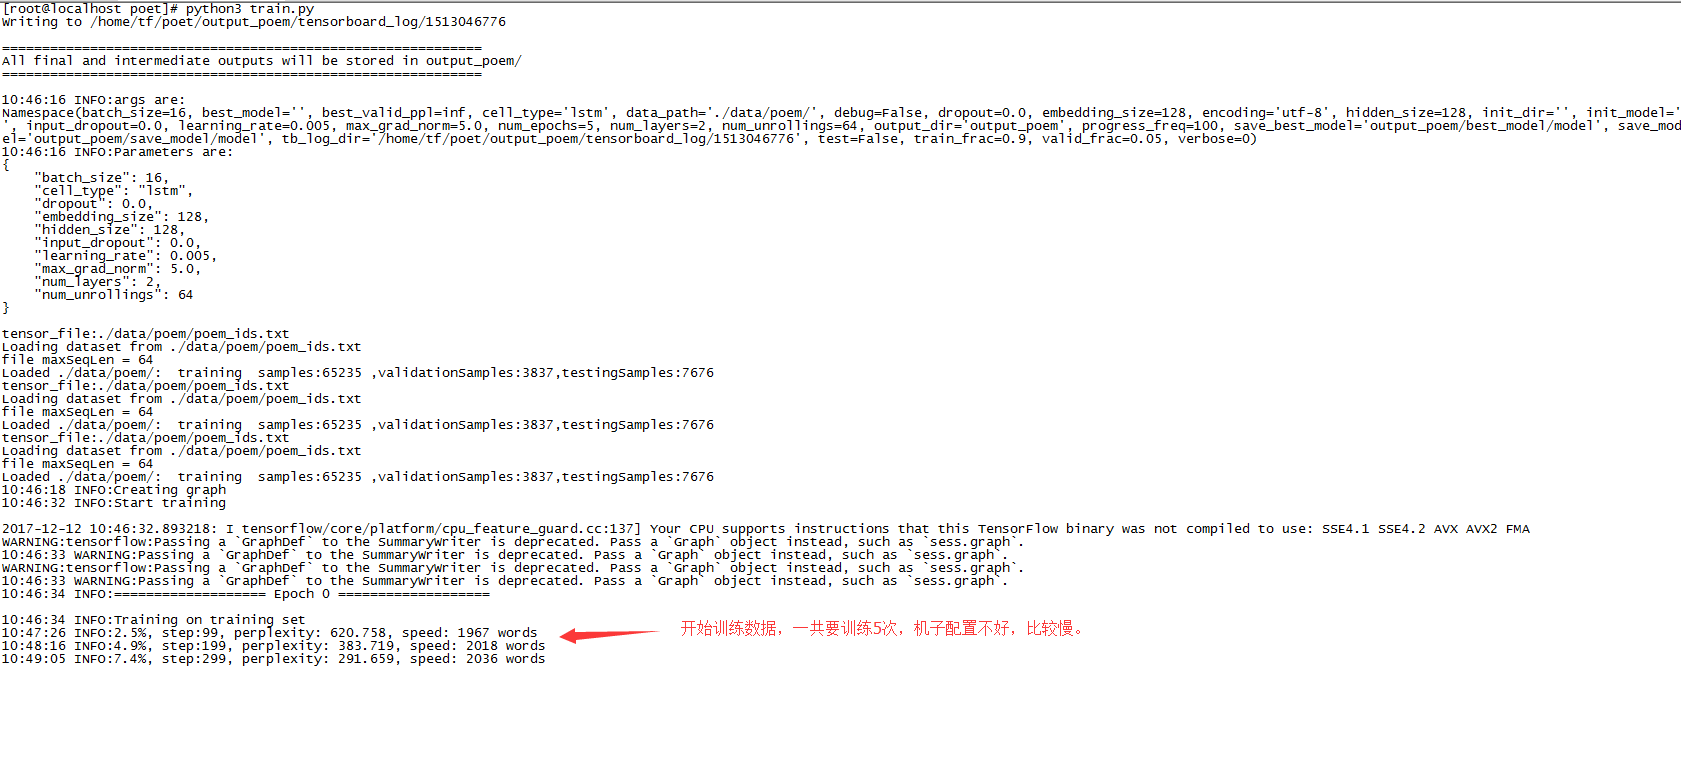 [root@localhost poet]# python3 train.py
Writing to /home/tf/poet/output_poem/tensorboard_log/1513046776
============================================================
All final and intermediate outputs will be stored in output_poem/
============================================================
10:46:16 INFO:args are:
Namespace(batch_size=16, best_model='', best_valid_ppl=inf, cell_type='lstm', data_path='./data/poem/', debug=False, dropout=0.0, embedding_size=128, encoding='utf-8', hidden_size=128, init_dir='', init_model='
', input_dropout=0.0, learning_rate=0.005, max_grad_norm=5.0, num_epochs=5, num_layers=2, num_unrollings=64, output_dir='output_poem', progress_freq=100, save_best_model='output_poem/best_model/model', save_mod
el='output_poem/save_model/model', tb_log_dir='/home/tf/poet/output_poem/tensorboard_log/1513046776', test=False, train_frac=0.9, valid_frac=0.05, verbose=0)
10:46:16 INFO:Parameters are:
{
    "batch_size": 16,
    "cell_type": "lstm",
    "dropout": 0.0,
    "embedding_size": 128,
    "hidden_size": 128,
    "input_dropout": 0.0,
    "learning_rate": 0.005,
    "max_grad_norm": 5.0,
    "num_layers": 2,
    "num_unrollings": 64
}
tensor_file:./data/poem/poem_ids.txt
Loading dataset from ./data/poem/poem_ids.txt
file maxSeqLen = 64
Loaded ./data/poem/:  training  samples:65235 ,validationSamples:3837,testingSamples:7676
tensor_file:./data/poem/poem_ids.txt
Loading dataset from ./data/poem/poem_ids.txt
file maxSeqLen = 64
Loaded ./data/poem/:  training  samples:65235 ,validationSamples:3837,testingSamples:7676
tensor_file:./data/poem/poem_ids.txt
Loading dataset from ./data/poem/poem_ids.txt
file maxSeqLen = 64
Loaded ./data/poem/:  training  samples:65235 ,validationSamples:3837,testingSamples:7676
10:46:18 INFO:Creating graph
10:46:32 INFO:Start training
2017-12-12 10:46:32.893218: I tensorflow/core/platform/cpu_feature_guard.cc:137] Your CPU supports instructions that this TensorFlow binary was not compiled to use: SSE4.1 SSE4.2 AVX AVX2 FMA
WARNING:tensorflow:Passing a `GraphDef` to the SummaryWriter is deprecated. Pass a `Graph` object instead, such as `sess.graph`.
10:46:33 WARNING:Passing a `GraphDef` to the SummaryWriter is deprecated. Pass a `Graph` object instead, such as `sess.graph`.
WARNING:tensorflow:Passing a `GraphDef` to the SummaryWriter is deprecated. Pass a `Graph` object instead, such as `sess.graph`.
10:46:33 WARNING:Passing a `GraphDef` to the SummaryWriter is deprecated. Pass a `Graph` object instead, such as `sess.graph`.
10:46:34 INFO:=================== Epoch 0 ===================
10:46:34 INFO:Training on training set
10:47:26 INFO:2.5%, step:99, perplexity: 620.758, speed: 1967 words
开始训练数据，一共要训练5次，机子配置不好，比较慢。
10:48:16 INFO:4.9%, step:199, perplexity: 383.719, speed: 2018 words
10:49:05 INFO:7.4%, step:299, perplexity: 291.659, speed: 2036 words